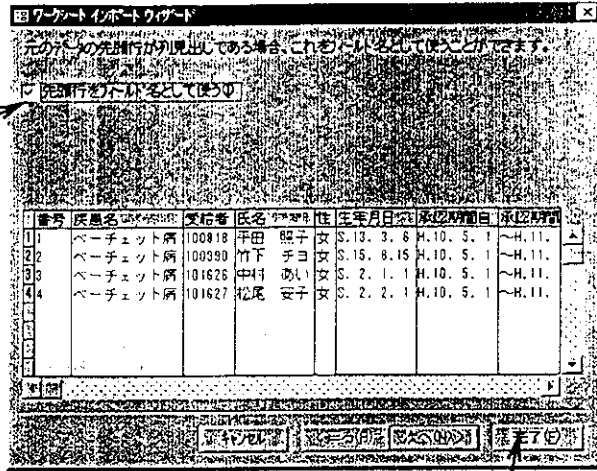 ワークシート インポート ウィザード
元のデータの先頭行が列見出しである場合、これをフィールド名として使うことができます。
先頭行をフィールド名として使う(I)
番号 疾患名 受給者 氏名 性 生年月日 承認期間自 承認期間
1 1 ベーチェット病 100818 平田 照子 女 S.13. 3. 6 H.10. 5. 1 ～H.11.
2 2 ベーチェット病 100990 竹下 チヨ 女 S.15. 8.15 H.10. 5. 1 ～H.11.
3 3 ベーチェット病 101626 中村 あい 女 S. 2. 1. 1 H.10. 5. 1 ～H.11.
4 4 ベーチェット病 101627 松尾 安子 女 S. 2. 2. 1 H.10. 5. 1 ～H.11.
キャンセル 次へ(N)> 完了(F)